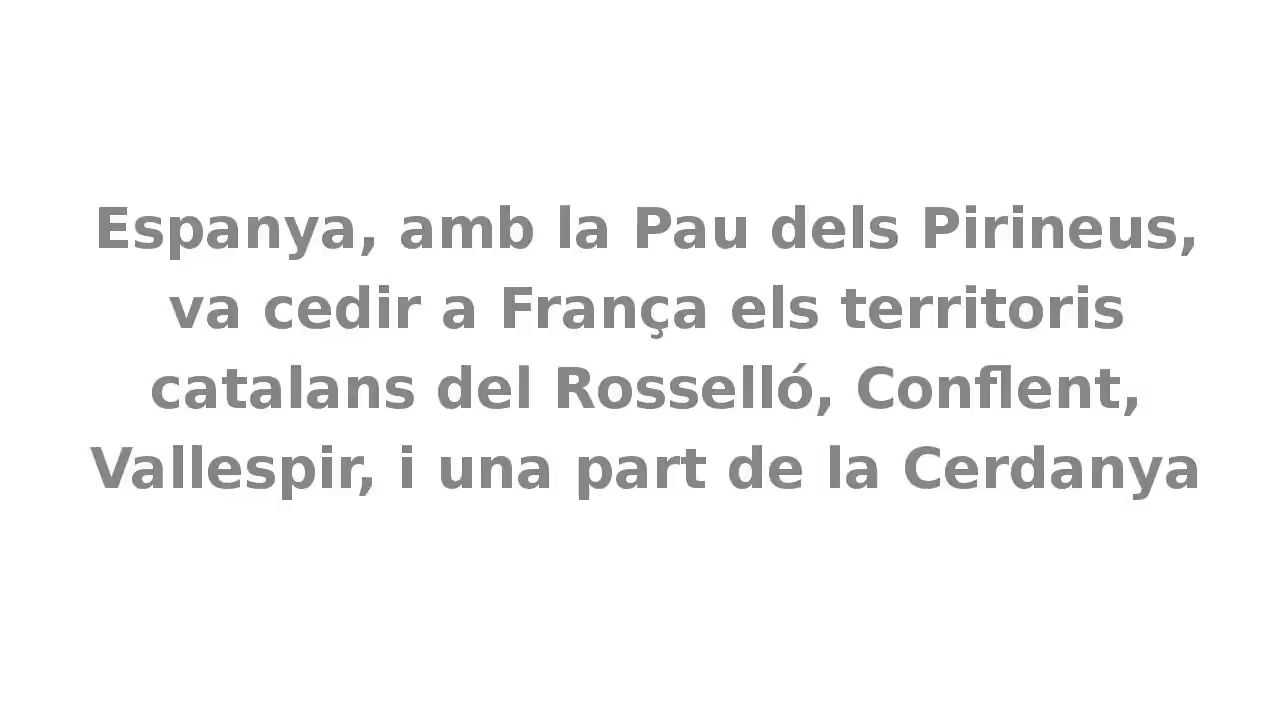 Espanya, amb la Pau dels Pirineus,
va cedir a França els territoris
catalans del Rosselló, Conflent,
Vallespir, i una part de la Cerdanya